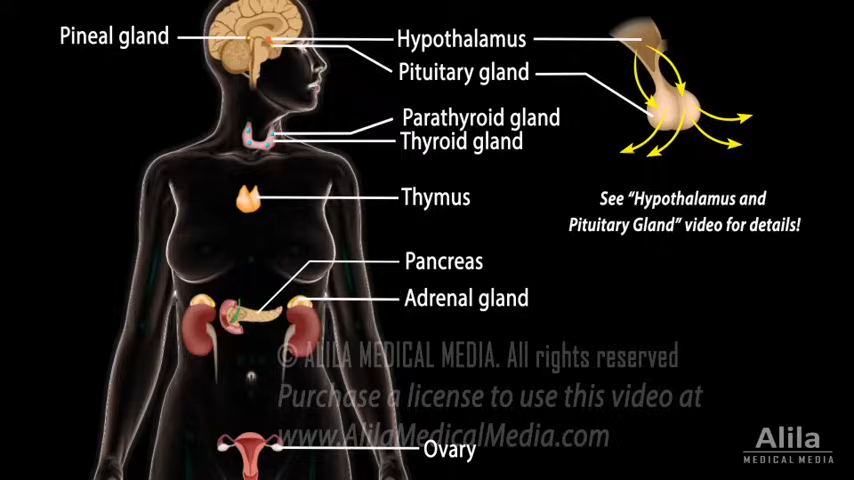 Pineal gland
Hypothalamus
Pituitary gland
Parathyroid gland
Thyroid gland
Thymus
See “Hypothalamus and
Pituitary Gland” video for details!
Pancreas
Adrenal gland
© ALILA MEDICAL MEDIA. All rights reserved
Purchase a license to use this video at
www.AlilaMedicalMedia.com
Ovary
Alila
MEDICAL MEDIA